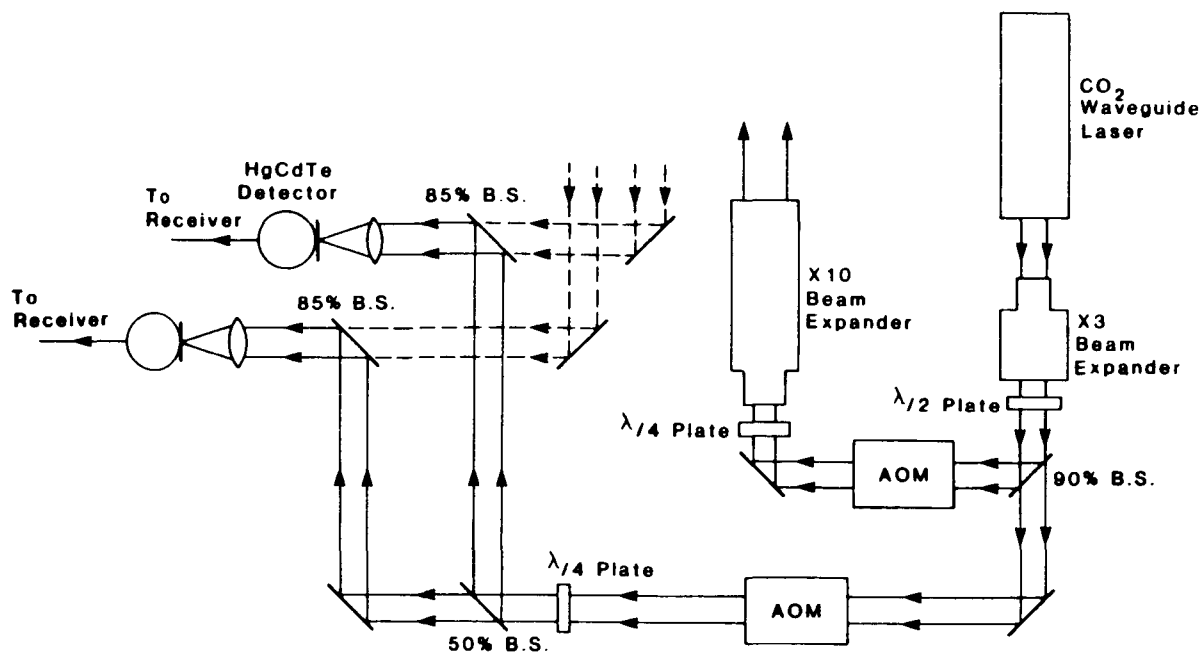 CO2
Waveguide
Laser
HgCdTe
Detector
To
Receiver
85% B.S.
X10
Beam
Expander
To
Receiver
85% B.S.
X3
Beam
Expander
λ/2 Plate
λ/4 Plate
AOM
90% B.S.
λ/4 Plate
AOM
50% B.S.